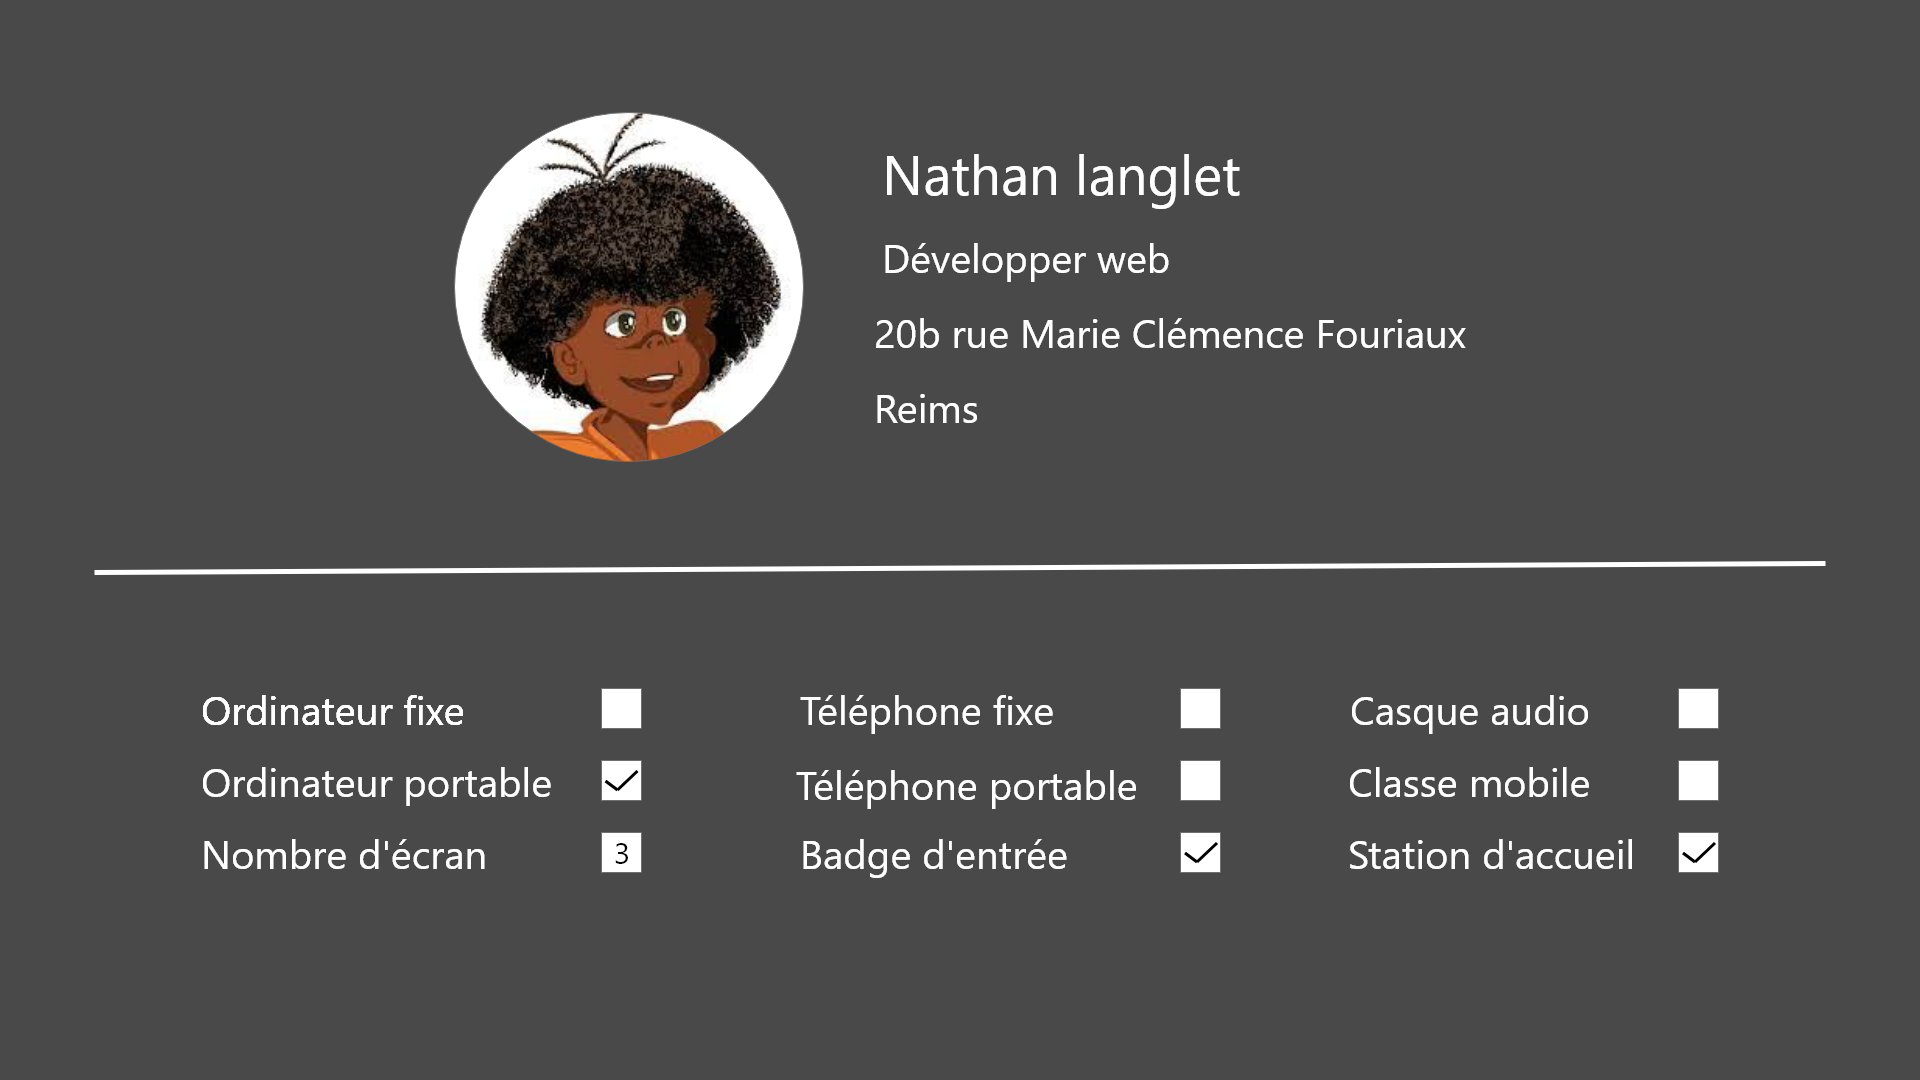 Nathan langlet
Développer web
20b rue Marie Clémence Fouriaux
Reims
Ordinateur fixe
Téléphone fixe
Casque audio
Ordinateur portable
Téléphone portable
Classe mobile
Nombre d'écran 3
Badge d'entrée
Station d'accueil